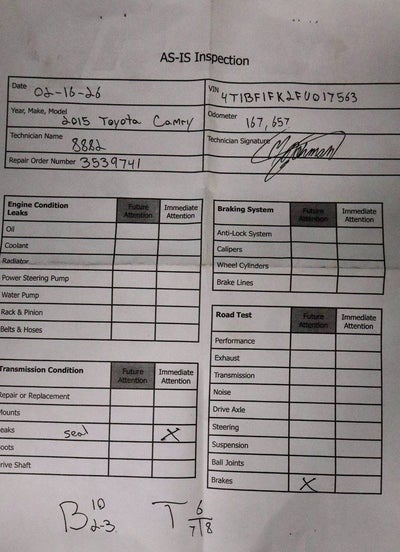 AS-IS Inspection
Date 02-16-26
VIN 4T1BF1FK2FU017563
Year, Make, Model 2015 Toyota Camry
Odometer 167,657
Technician Name 8882
Technician Signature
Repair Order Number 3539741
Engine Condition Leaks Future Attention Immediate Attention
Oil
Coolant
Radiator
Power Steering Pump
Water Pump
Rack & Pinion
Belts & Hoses
Braking System Future Attention Immediate Attention
Anti-Lock System
Calipers
Wheel Cylinders
Brake Lines
Transmission Condition Future Attention Immediate Attention
Repair or Replacement
Mounts
Leaks seal X
Boots
Drive Shaft
Road Test Future Attention Immediate Attention
Performance
Exhaust
Transmission
Noise
Drive Axle
Steering
Suspension
Ball Joints
Brakes X
B 10 2-3
T 6 7 8